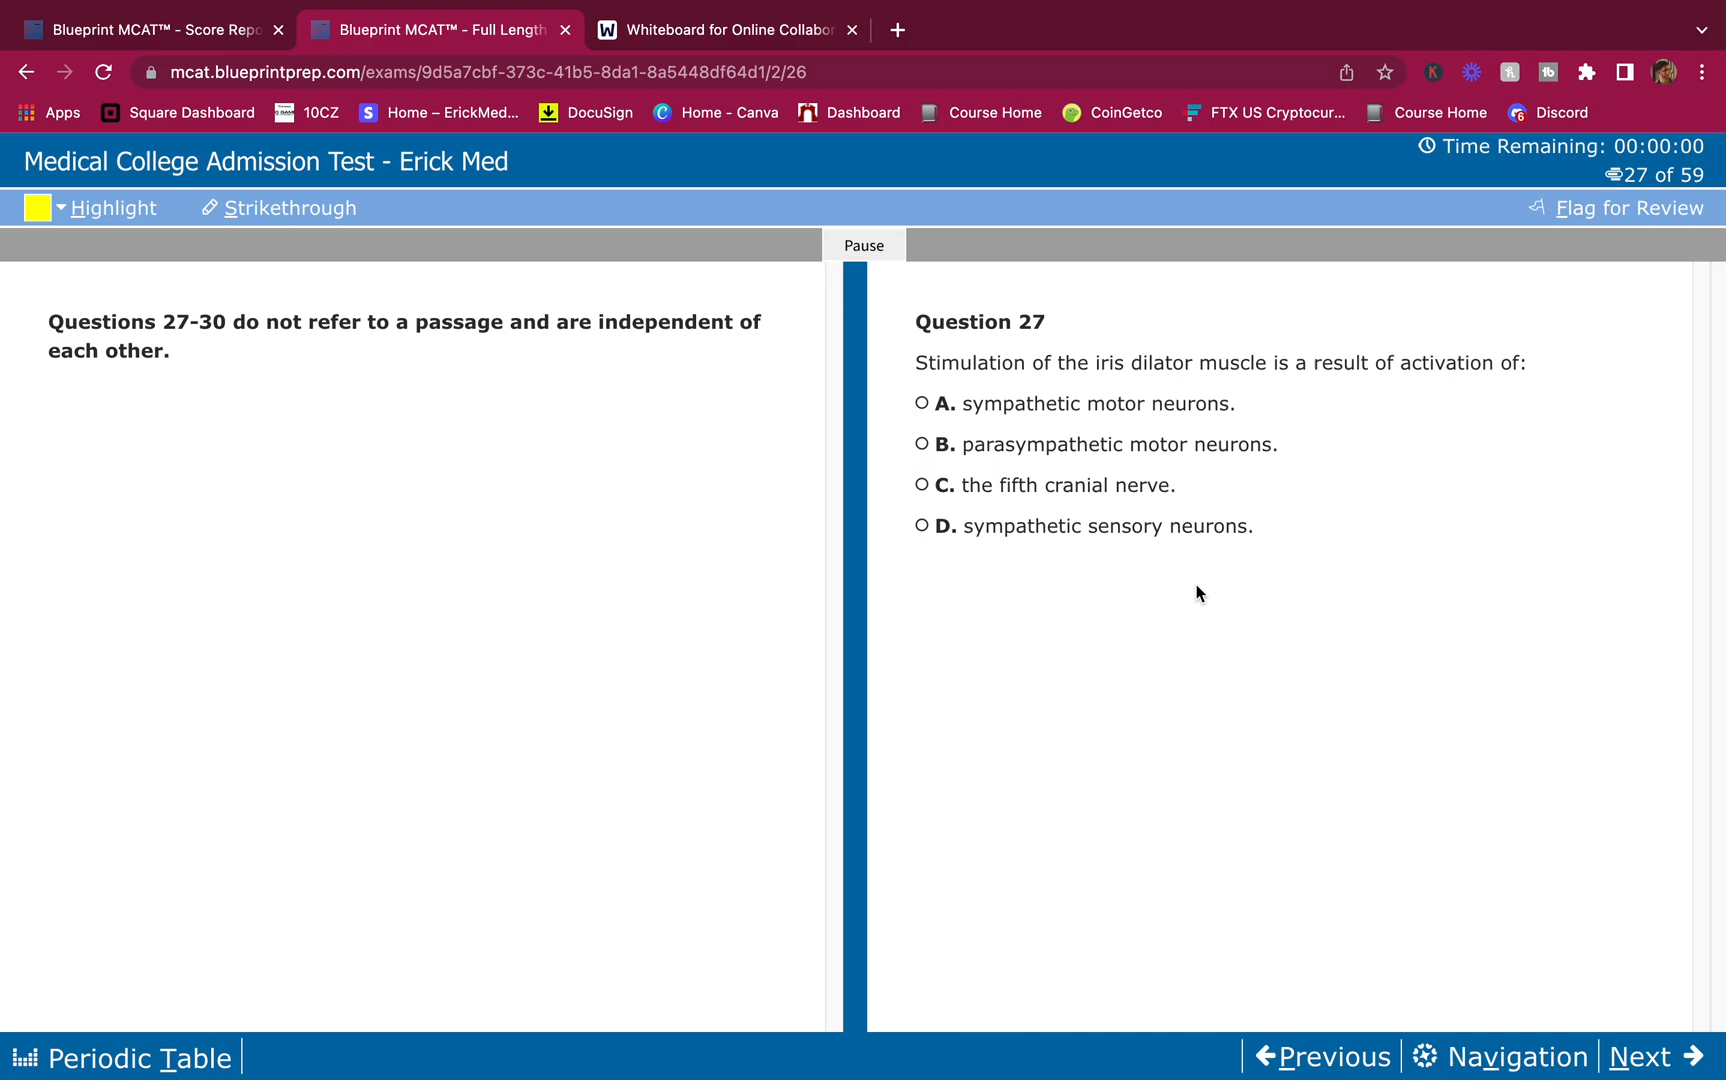 Blueprint MCAT™ - Score Repo
Blueprint MCAT™ - Full Length
W Whiteboard for Online Collabor
mcat.blueprintprep.com/exams/9d5a7cbf-373c-41b5-8da1-8a5448df64d1/2/26
Apps
Square Dashboard
10CZ
Home – ErickMed...
DocuSign
Home - Canva
Dashboard
Course Home
CoinGetco
FTX US Cryptocur...
Course Home
Discord
Medical College Admission Test - Erick Med
Time Remaining: 00:00:00
27 of 59
Highlight
Strikethrough
Flag for Review
Pause
Questions 27-30 do not refer to a passage and are independent of
each other.
Question 27
Stimulation of the iris dilator muscle is a result of activation of:
A. sympathetic motor neurons.
B. parasympathetic motor neurons.
C. the fifth cranial nerve.
D. sympathetic sensory neurons.
Periodic Table
Previous
Navigation
Next